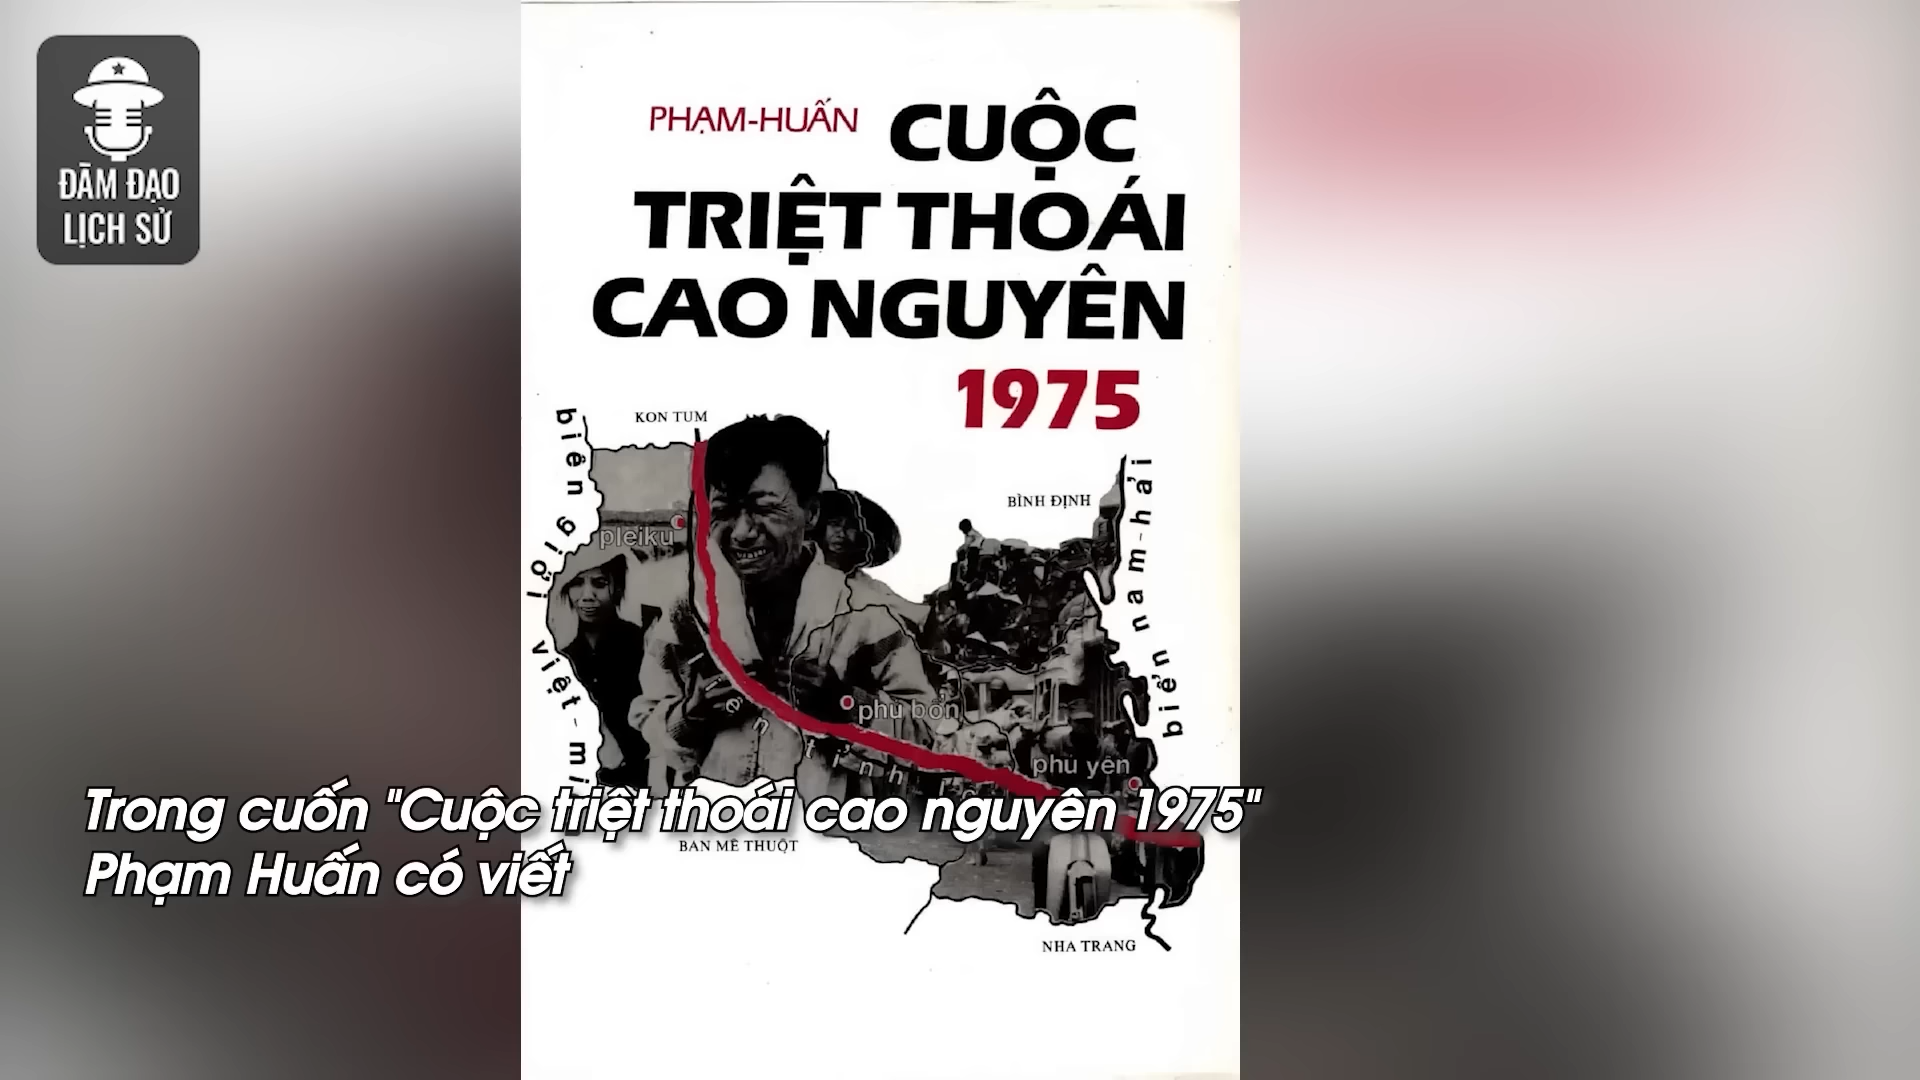 ĐÀM ĐẠO
LỊCH SỬ
PHẠM-HUẤN
CUỘC
TRIỆT THOÁI
CAO NGUYÊN
1975
KON TUM
biên giới việt-mi
pleiku
BÌNH ĐỊNH
biển nam-hải
phú bổn
liên tỉnh
phú yên
Trong cuốn "Cuộc triệt thoái cao nguyên 1975"
Phạm Huấn có viết
BAN MÊ THUỘT
NHA TRANG